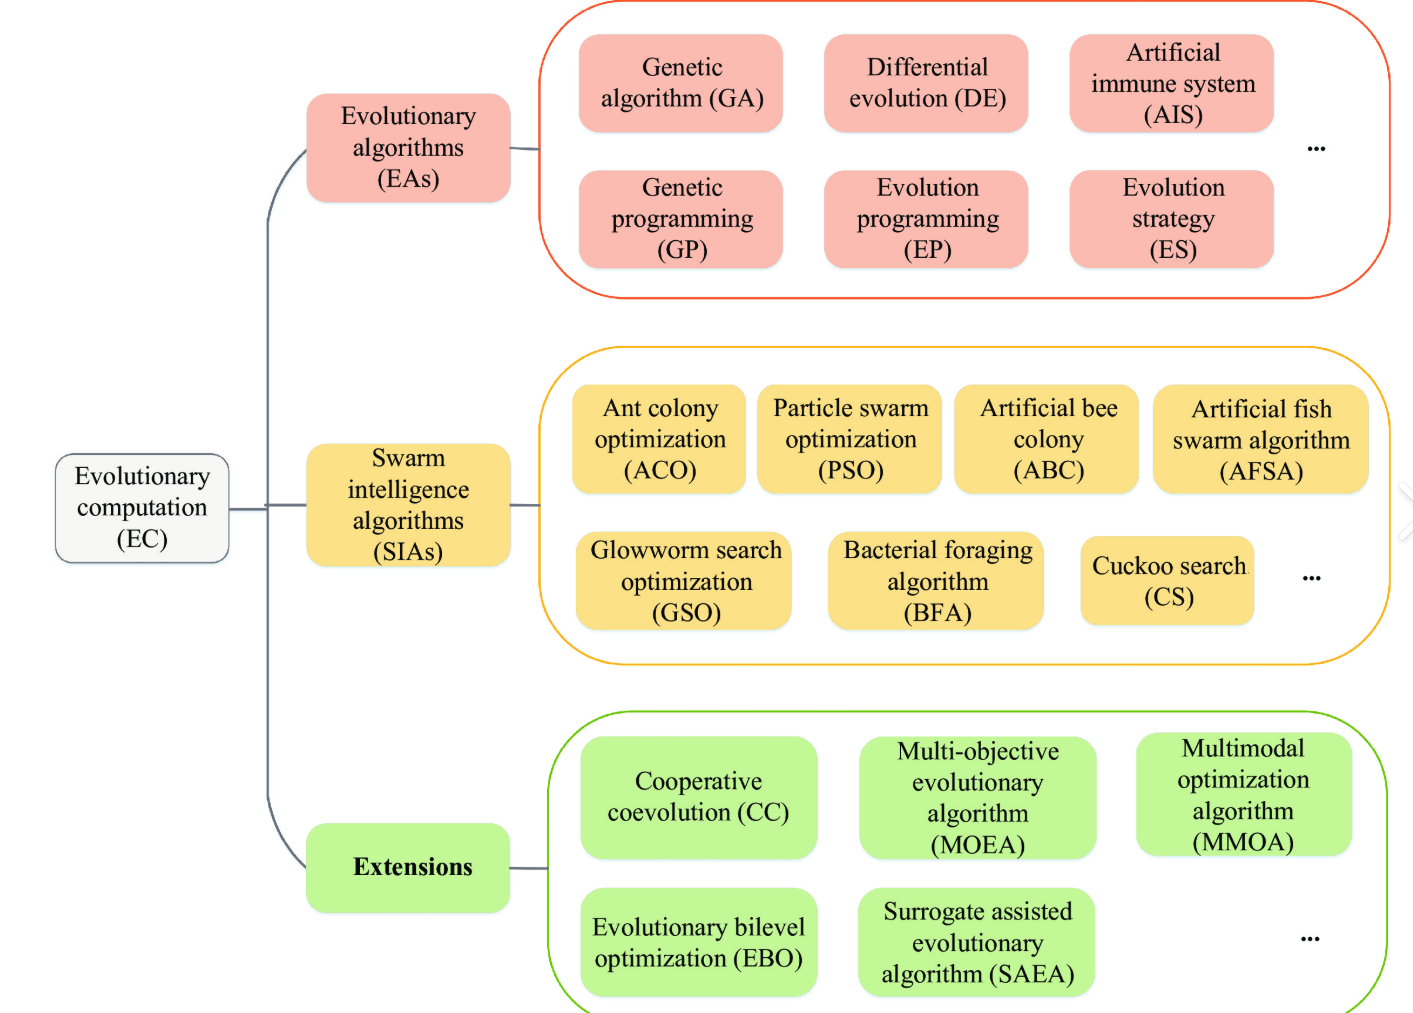 Evolutionary
computation
(EC)
Evolutionary
algorithms
(EAs)
Genetic
algorithm (GA)
Differential
evolution (DE)
Artificial
immune system
(AIS)
...
Genetic
programming
(GP)
Evolution
programming
(EP)
Evolution
strategy
(ES)
Swarm
intelligence
algorithms
(SIAs)
Ant colony
optimization
(ACO)
Particle swarm
optimization
(PSO)
Artificial bee
colony
(ABC)
Artificial fish
swarm algorithm
(AFSA)
Glowworm search
optimization
(GSO)
Bacterial foraging
algorithm
(BFA)
Cuckoo search
(CS)
...
Extensions
Cooperative
coevolution (CC)
Multi-objective
evolutionary
algorithm
(MOEA)
Multimodal
optimization
algorithm
(MMOA)
Evolutionary bilevel
optimization (EBO)
Surrogate assisted
evolutionary
algorithm (SAEA)
...